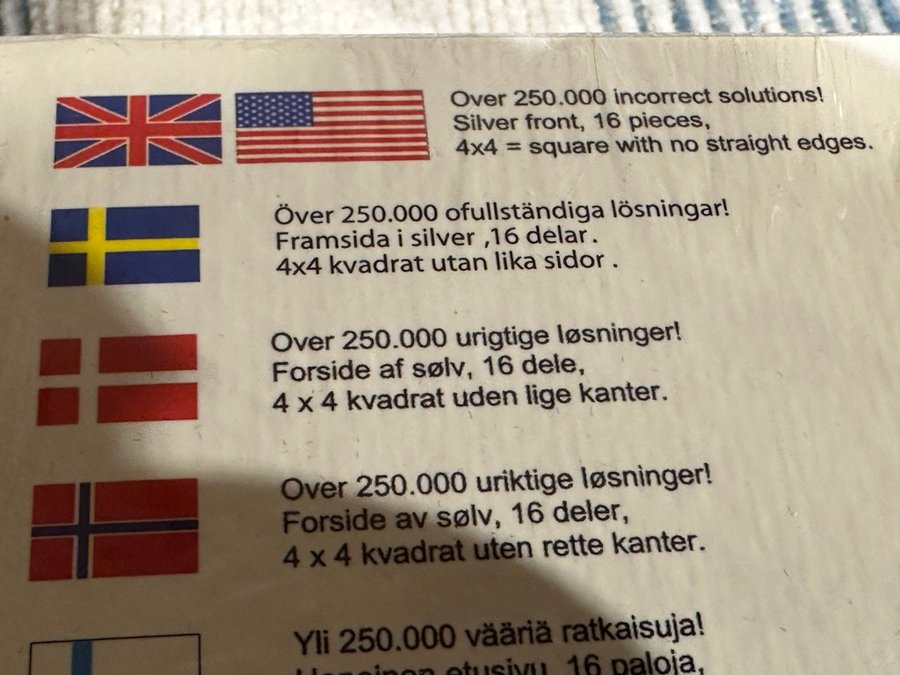 Over 250.000 incorrect solutions!
Silver front, 16 pieces,
4x4 = square with no straight edges.
Över 250.000 ofullständiga lösningar!
Framsida i silver ,16 delar.
4x4 kvadrat utan lika sidor .
Over 250.000 urigtige løsninger!
Forside af sølv, 16 dele,
4 x 4 kvadrat uden lige kanter.
Over 250.000 uriktige løsninger!
Forside av sølv, 16 deler,
4 x 4 kvadrat uten rette kanter.
Yli 250.000 vääriä ratkaisuja!
etusivu, 16 paloja,